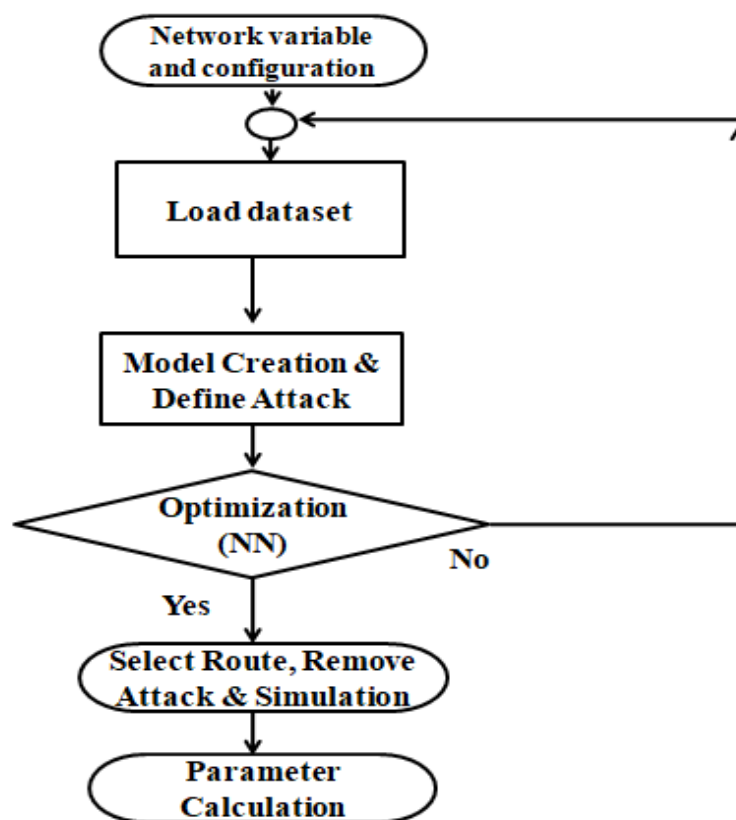 Network variable
and configuration
Load dataset
Model Creation &
Define Attack
Optimization
(NN)
No
Yes
Select Route, Remove
Attack & Simulation
Parameter
Calculation